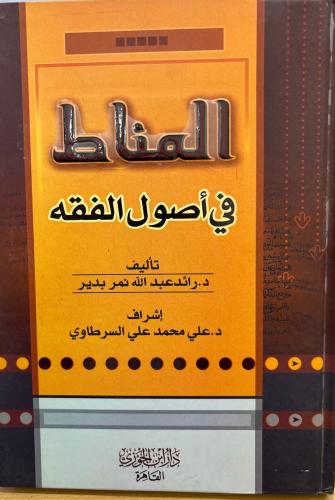 المناط
في أصول الفقه
تأليف
د. رائد عبد الله نمر بدير
إشراف
د. علي محمد علي السرطاوي
دار ابن الجوزي
القاهرة